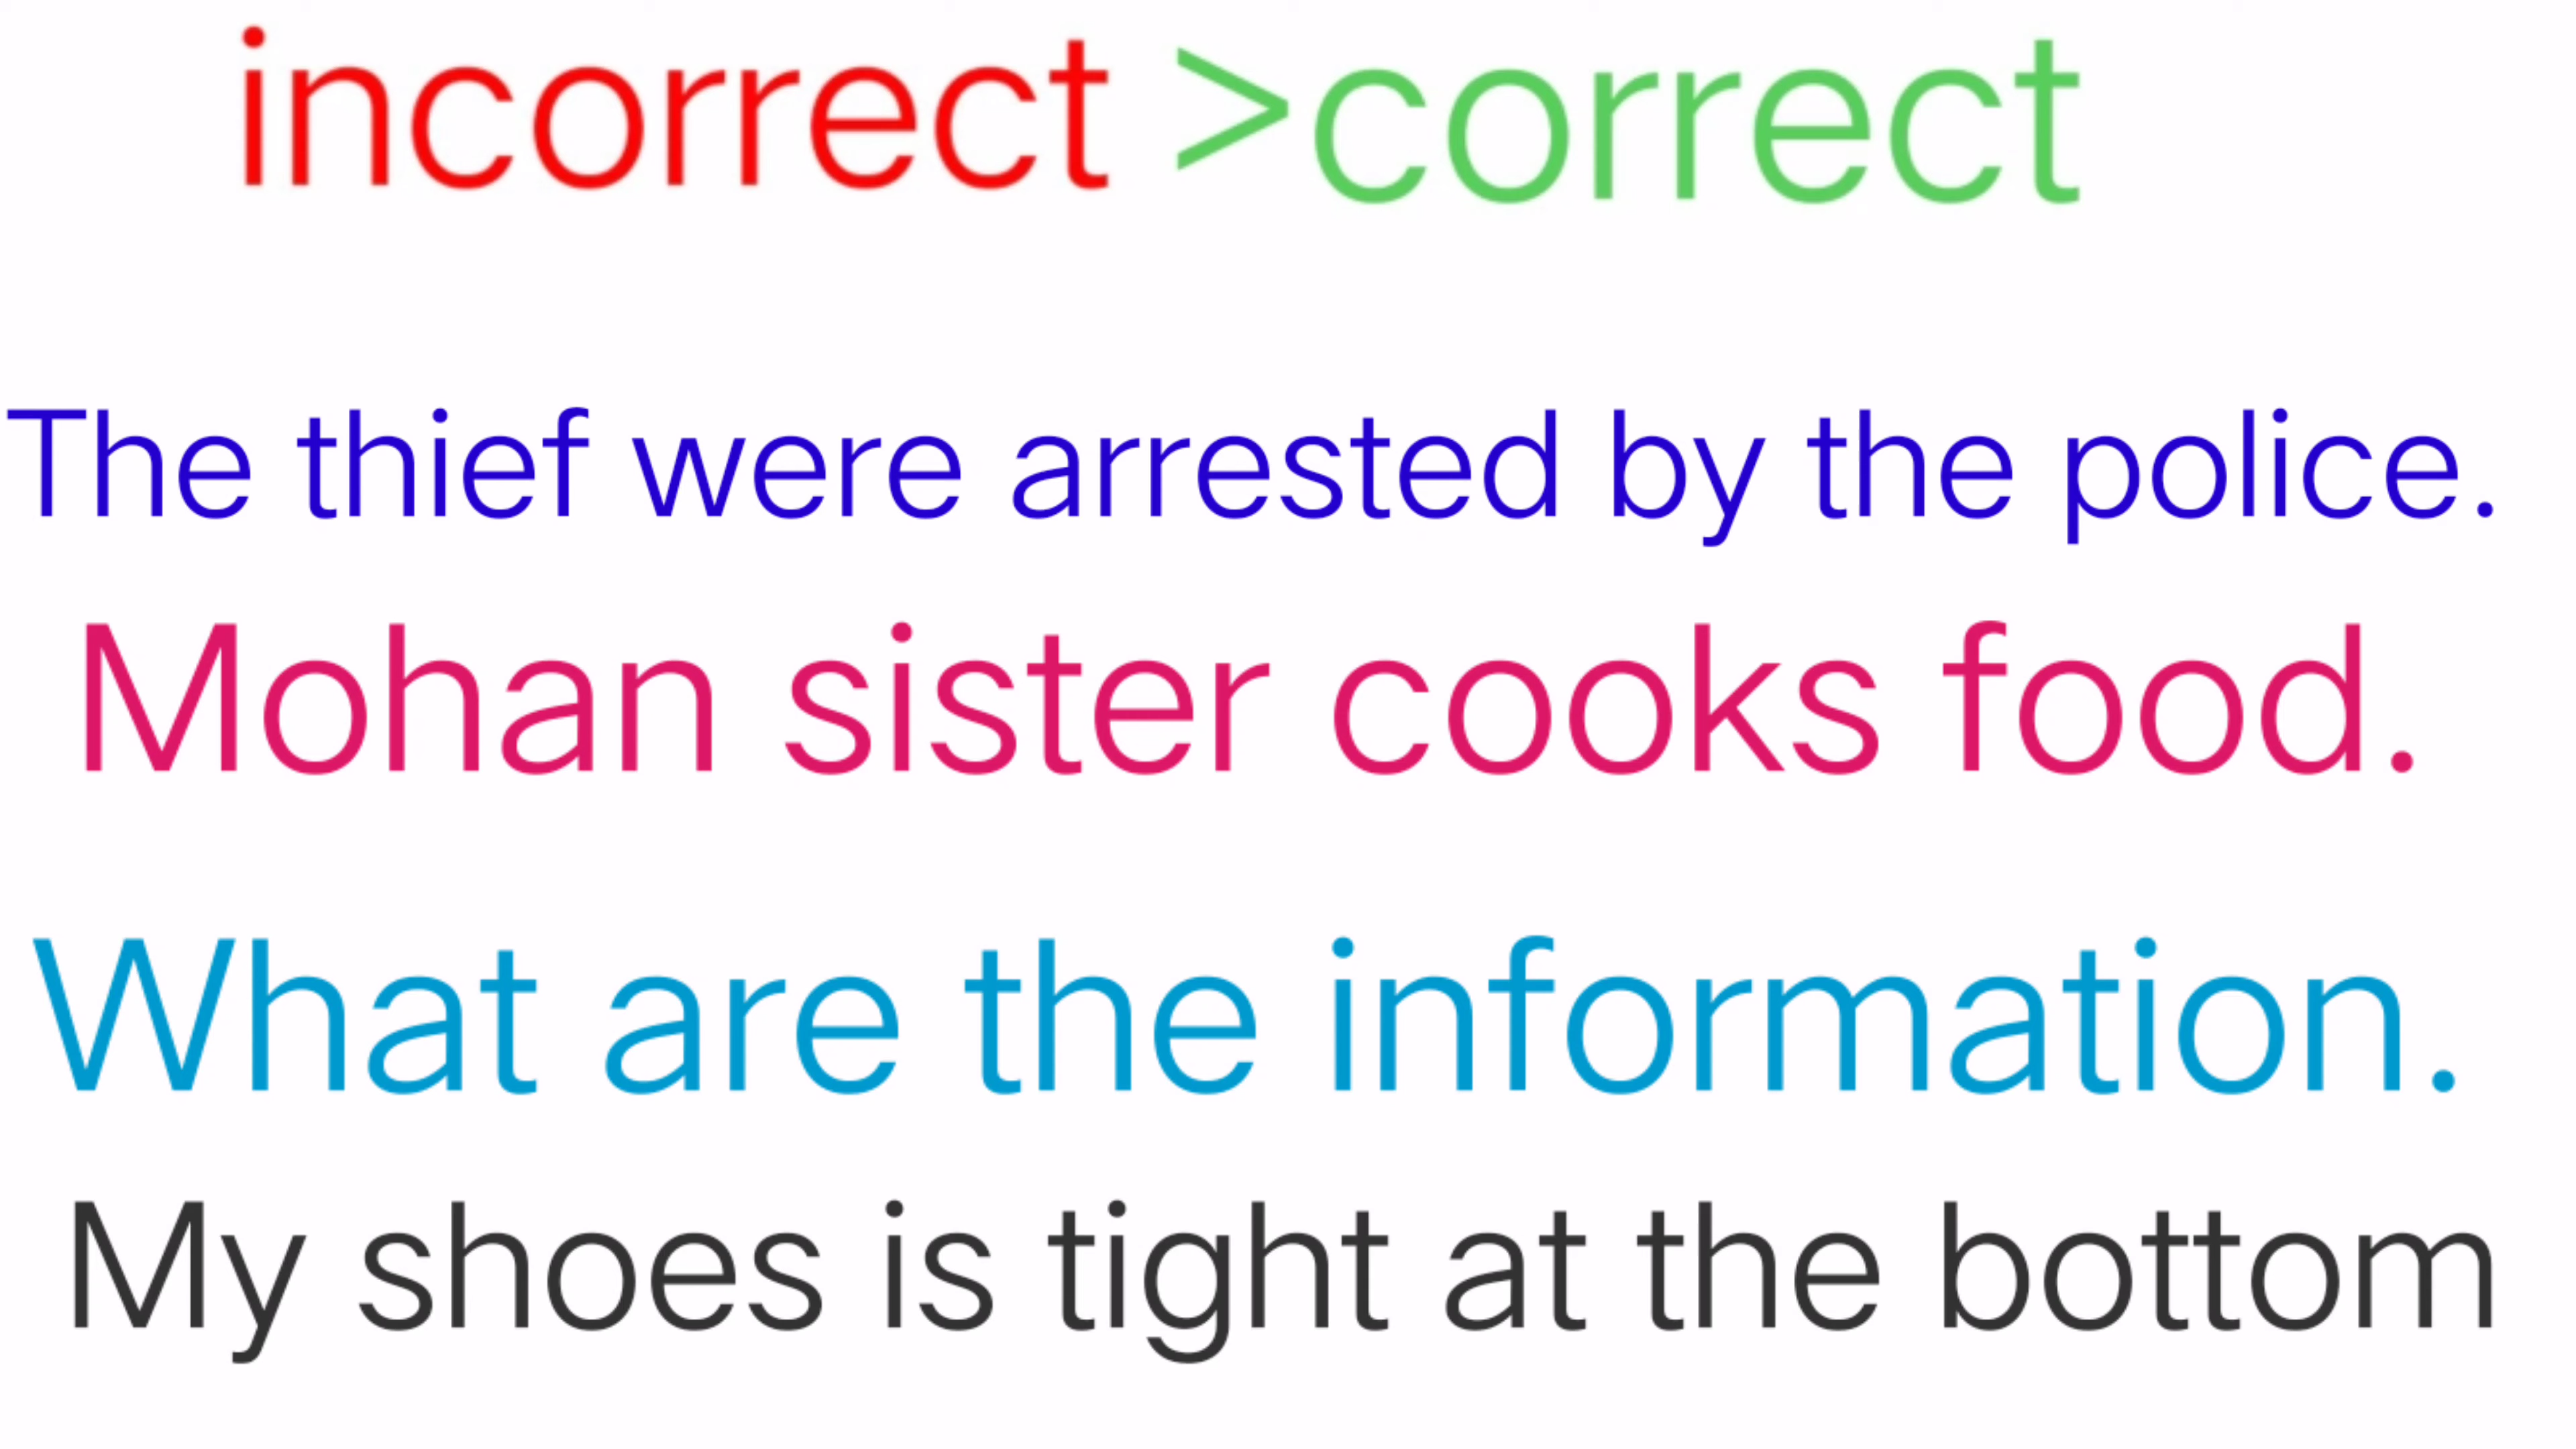 incorrect >correct
The thief were arrested by the police.
Mohan sister cooks food.
What are the information.
My shoes is tight at the bottom